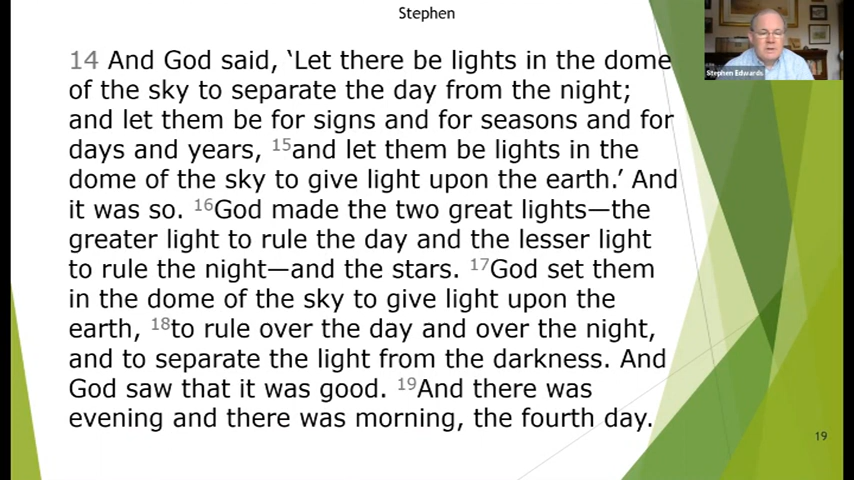 Stephen
14 And God said, ‘Let there be lights in the dome
of the sky to separate the day from the night;
and let them be for signs and for seasons and for
days and years, 15and let them be lights in the
dome of the sky to give light upon the earth.’ And
it was so. 16God made the two great lights—the
greater light to rule the day and the lesser light
to rule the night—and the stars. 17God set them
in the dome of the sky to give light upon the
earth, 18to rule over the day and over the night,
and to separate the light from the darkness. And
God saw that it was good. 19And there was
evening and there was morning, the fourth day.
Stephen Edwards
19